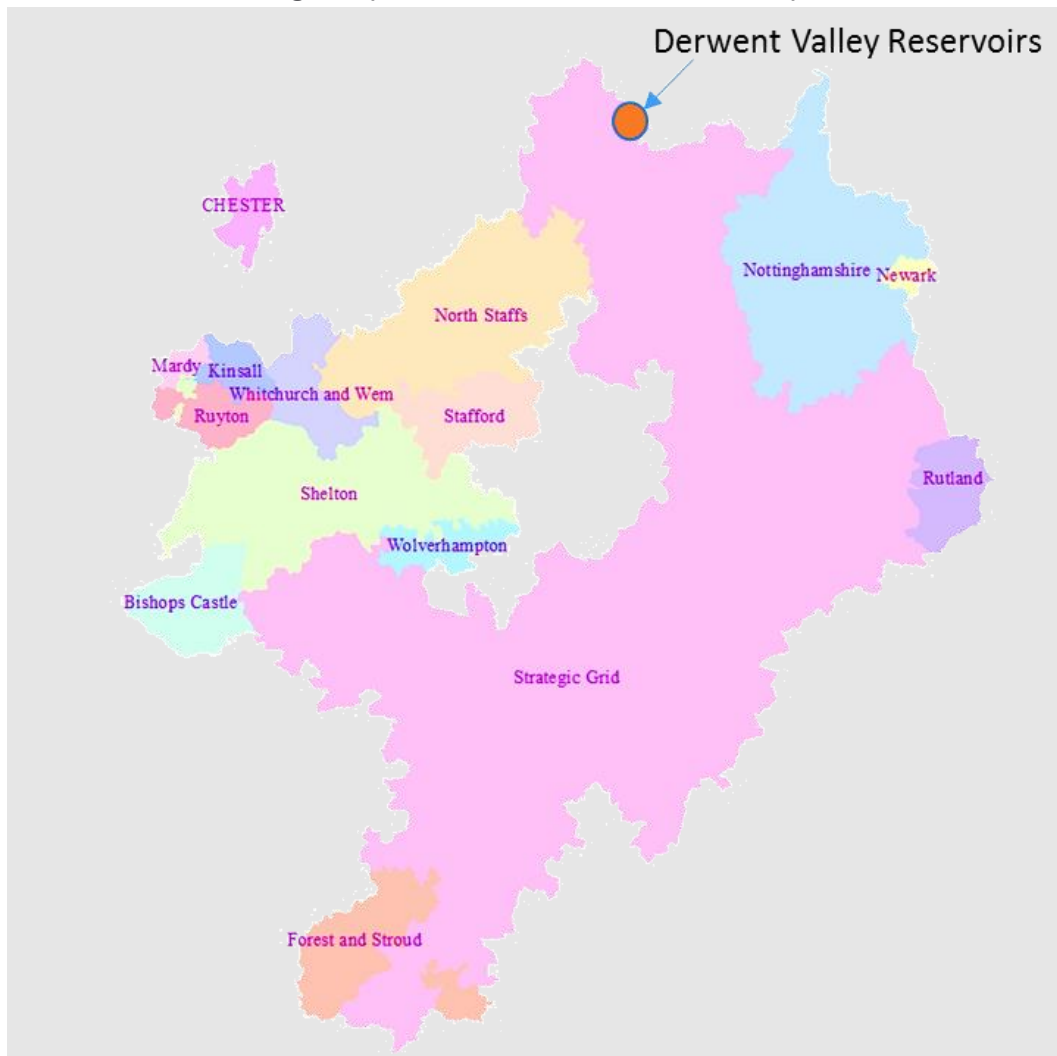 Derwent Valley Reservoirs
CHESTER
Nottinghamshire
Newark
North Staffs
Mardy
Kinsall
Whitchurch and Wem
Ruyton
Stafford
Rutland
Shelton
Wolverhampton
Bishops Castle
Strategic Grid
Forest and Stroud